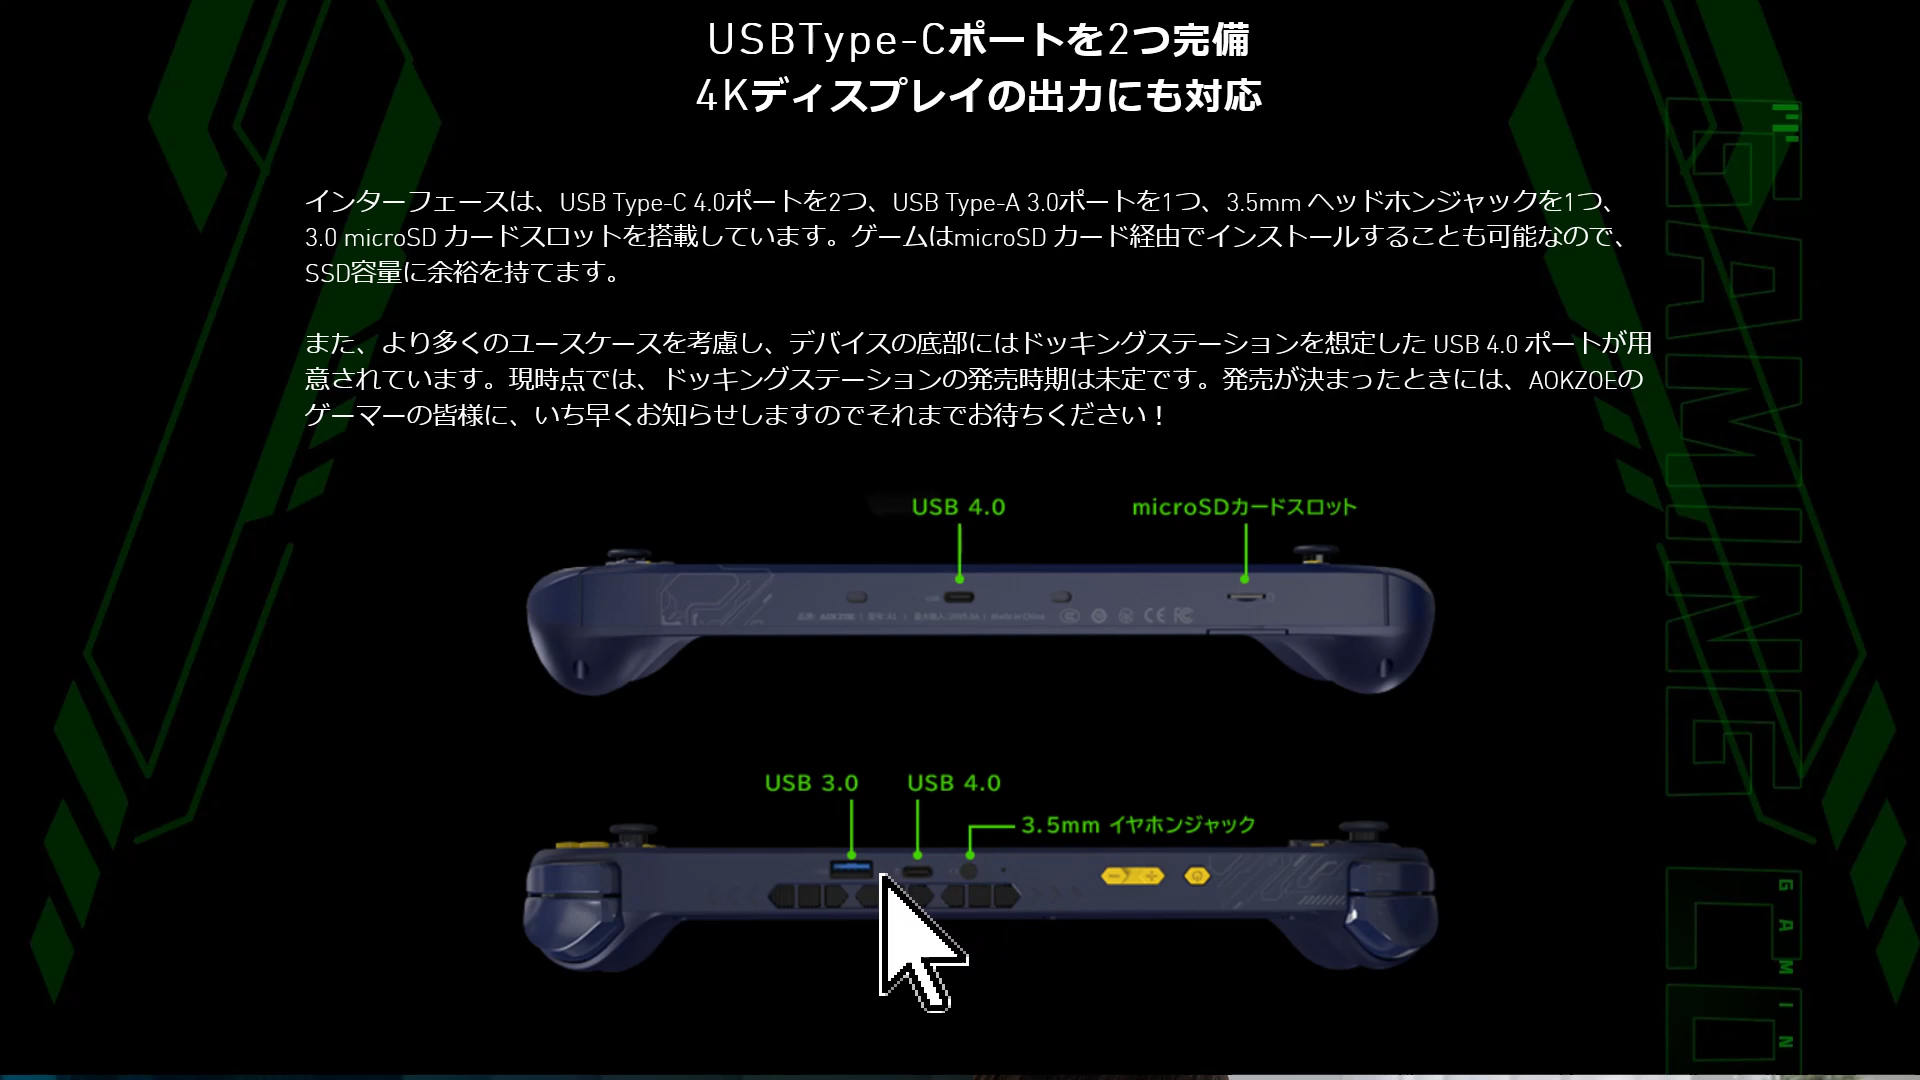 USBType-Cポートを2つ完備
4Kディスプレイの出力にも対応
インターフェースは、USB Type-C 4.0ポートを2つ、USB Type-A 3.0ポートを1つ、3.5mm ヘッドホンジャックを1つ、
3.0 microSD カードスロットを搭載しています。ゲームはmicroSD カード経由でインストールすることも可能なので、
SSD容量に余裕を持てます。
また、より多くのユースケースを考慮し、デバイスの底部にはドッキングステーションを想定した USB 4.0 ポートが用
意されています。現時点では、ドッキングステーションの発売時期は未定です。発売が決まったときには、AOKZOEの
ゲーマーの皆様に、いち早くお知らせしますのでそれまでお待ちください！
USB 4.0
microSDカードスロット
AOKZOE
Made in China
USB 3.0
USB 4.0
3.5mm イヤホンジャック
GAMING
GAMIN